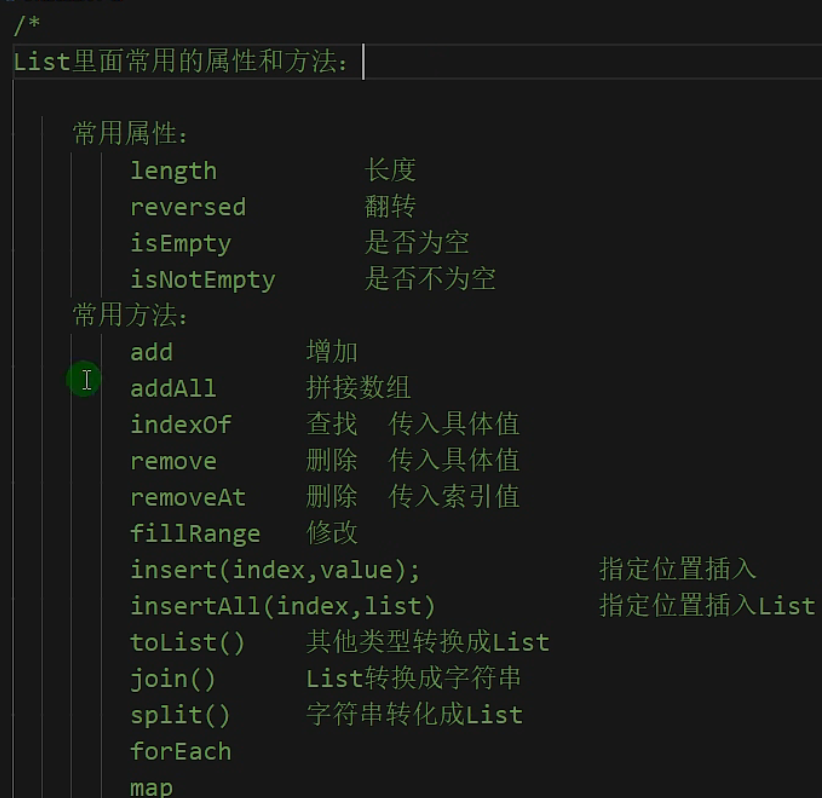 /*
List里面常用的属性和方法：
常用属性：
length 长度
reversed 翻转
isEmpty 是否为空
isNotEmpty 是否不为空
常用方法：
add 增加
addAll 拼接数组
indexOf 查找 传入具体值
remove 删除 传入具体值
removeAt 删除 传入索引值
fillRange 修改
insert(index,value); 指定位置插入
insertAll(index,list) 指定位置插入List
toList() 其他类型转换成List
join() List转换成字符串
split() 字符串转化成List
forEach
map